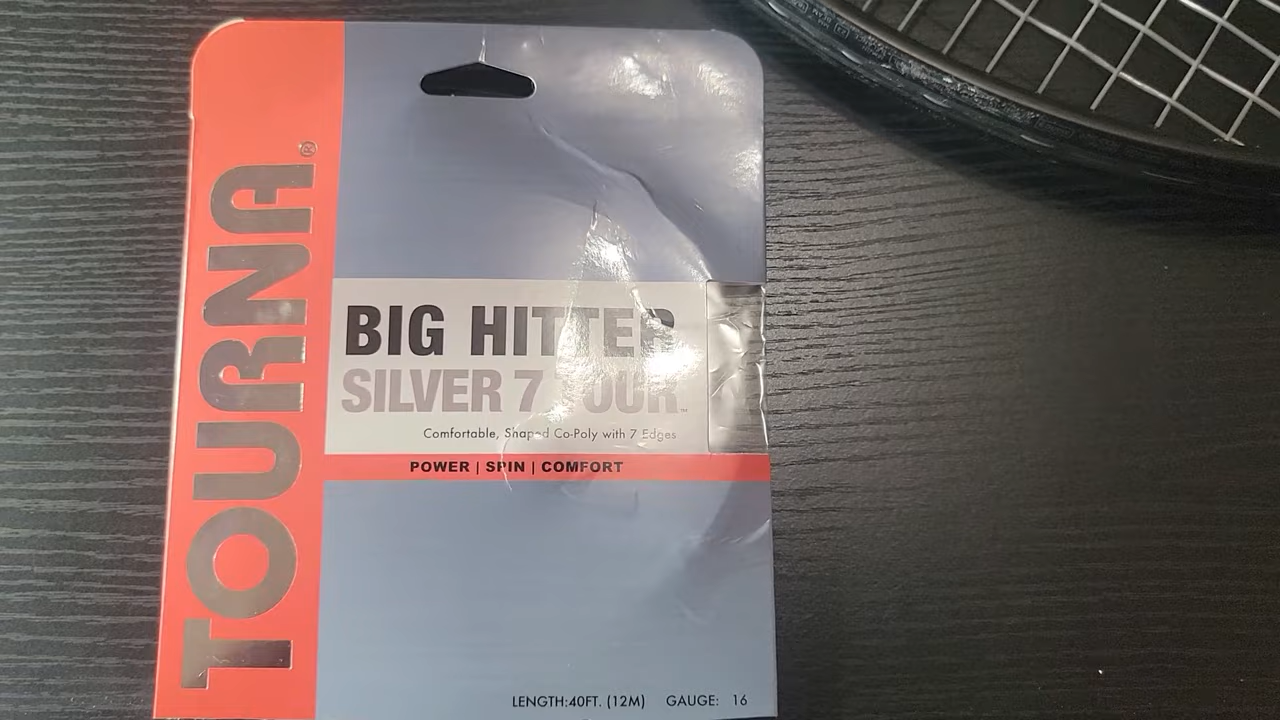 TOURNA®
BIG HITTER
SILVER 7 TOUR™
Comfortable, Shaped Co-Poly with 7 Edges
POWER | SPIN | COMFORT
LENGTH:40FT. (12M) GAUGE: 16